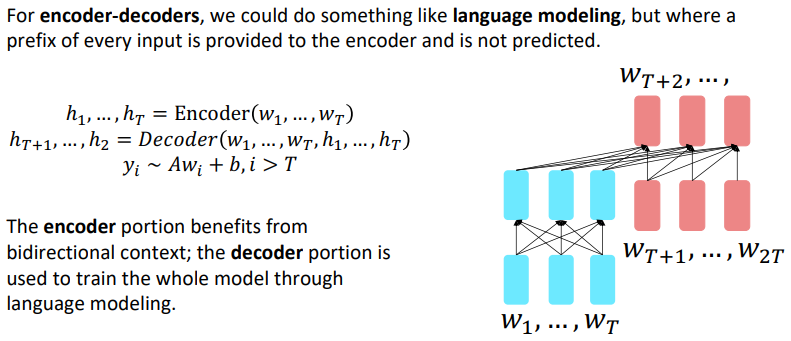 For encoder-decoders, we could do something like language modeling, but where a
prefix of every input is provided to the encoder and is not predicted.
w_{T+2}, …,
h_1, …, h_T = Encoder(w_1, …, w_T)
h_{T+1}, …, h_2 = Decoder(w_1, …, w_T, h_1, …, h_T)
y_i ~ Aw_i + b, i > T
The encoder portion benefits from
bidirectional context; the decoder portion is
used to train the whole model through
language modeling.
w_{T+1}, …, w_{2T}
w_1, …, w_T